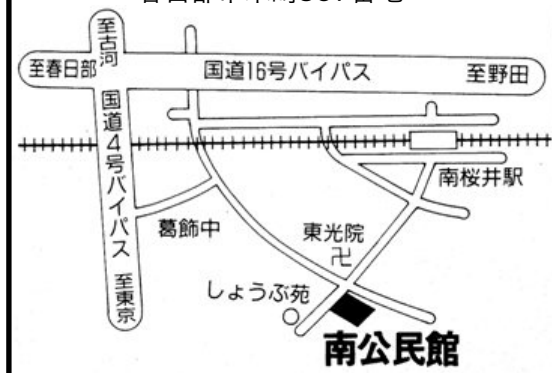 至古河
至春日部
国道16号バイパス
至野田
国道4号バイパス
南桜井駅
葛飾中
東光院
卍
しょうぶ苑
至東京
南公民館